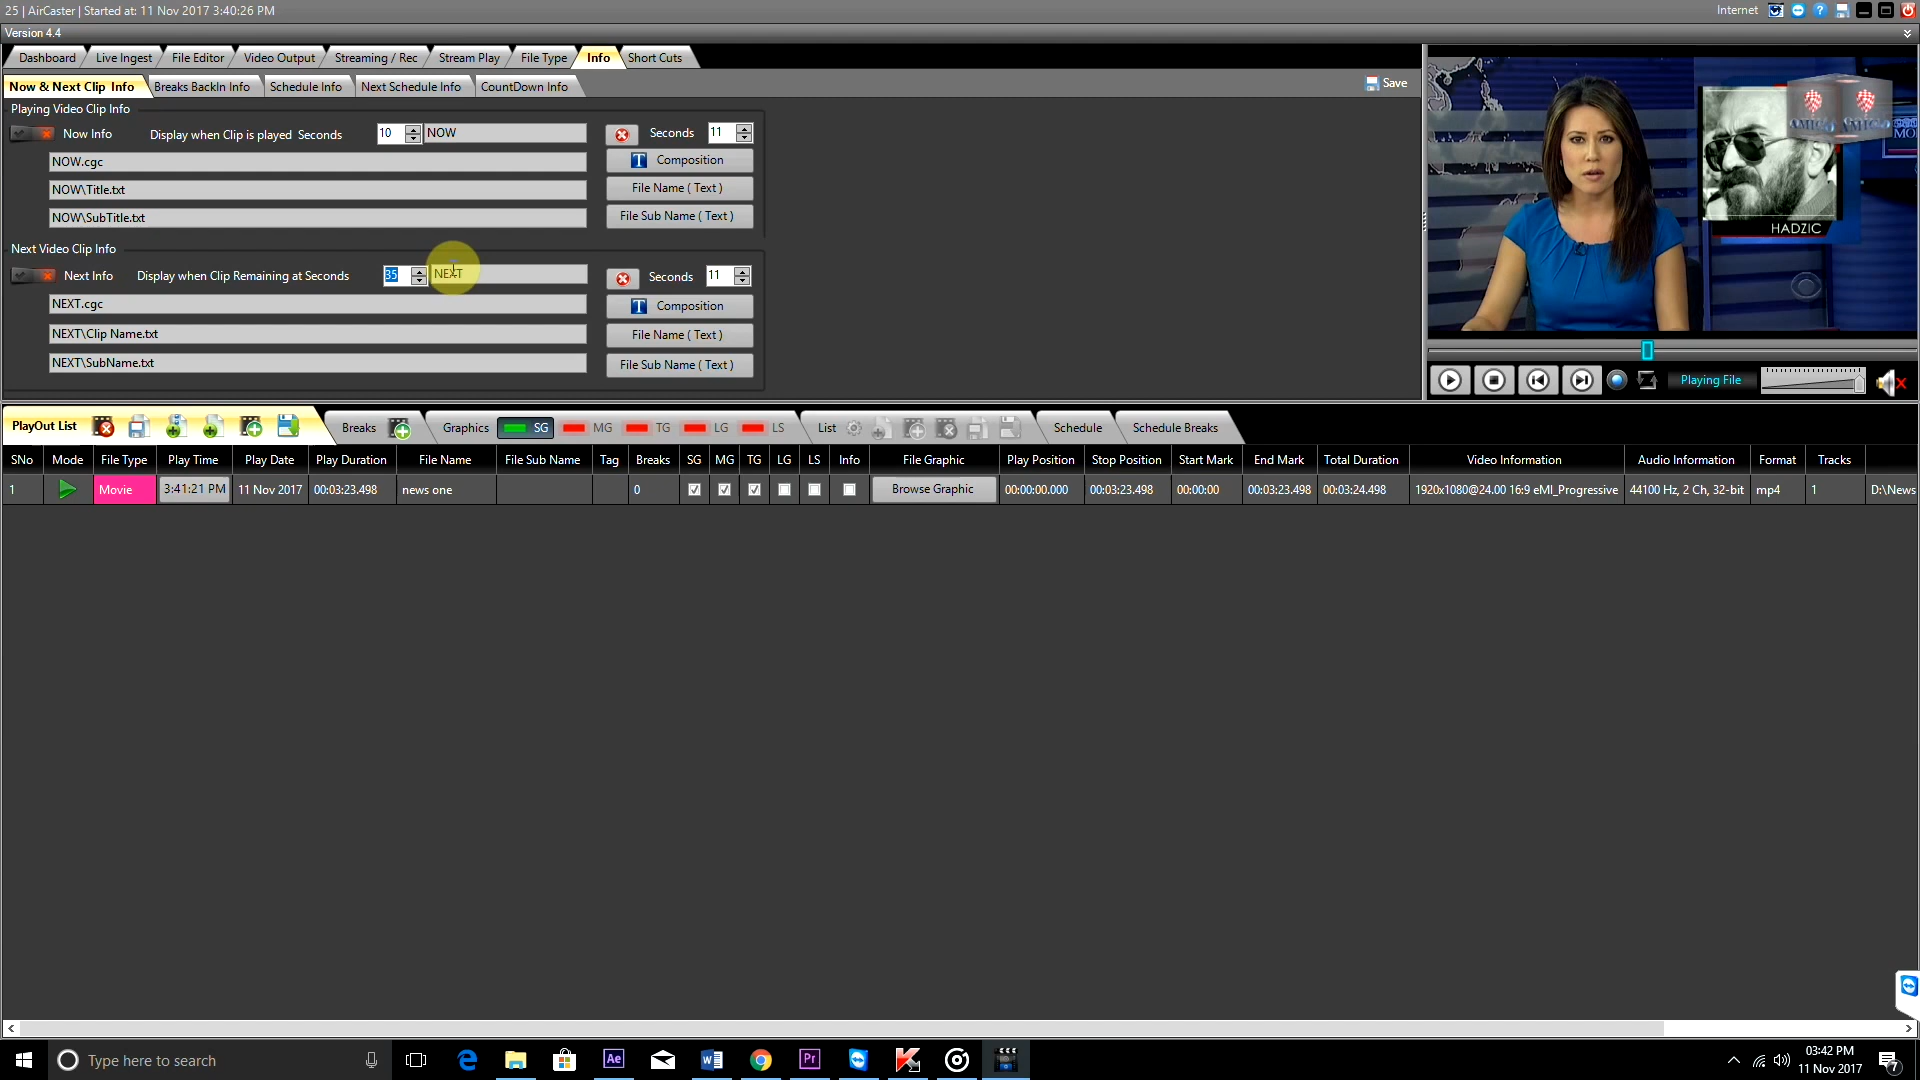 25 | AirCaster | Started at: 11 Nov 2017 3:40:26 PM Internet
Version 4.4
Dashboard Live Ingest File Editor Video Output Streaming / Rec Stream Play File Type Info Short Cuts
Now & Next Clip Info Breaks BackIn Info Schedule Info Next Schedule Info CountDown Info Save
Playing Video Clip Info
Now Info Display when Clip is played Seconds 10 NOW Seconds 11
NOW.cgc Composition
NOW\Title.txt File Name ( Text )
NOW\SubTitle.txt File Sub Name ( Text )
Next Video Clip Info
Next Info Display when Clip Remaining at Seconds 35 NEXT Seconds 11
NEXT.cgc Composition
NEXT\Clip Name.txt File Name ( Text )
NEXT\SubName.txt File Sub Name ( Text )
AMIGO AMIGO
HADZIC
Playing File
PlayOut List Breaks Graphics SG MG TG LG LS List Schedule Schedule Breaks
SNo Mode File Type Play Time Play Date Play Duration File Name File Sub Name Tag Breaks SG MG TG LG LS Info File Graphic Play Position Stop Position Start Mark End Mark Total Duration Video Information Audio Information Format Tracks
1 Movie 3:41:21 PM 11 Nov 2017 00:03:23.498 news one 0 Browse Graphic 00:00:00.000 00:03:23.498 00:00:00 00:03:23.498 00:03:24.498 1920x1080@24.00 16:9 eMI_Progressive 44100 Hz, 2 Ch, 32-bit mp4 1 D:\News
Type here to search
Ae
Pr
03:42 PM
11 Nov 2017
7